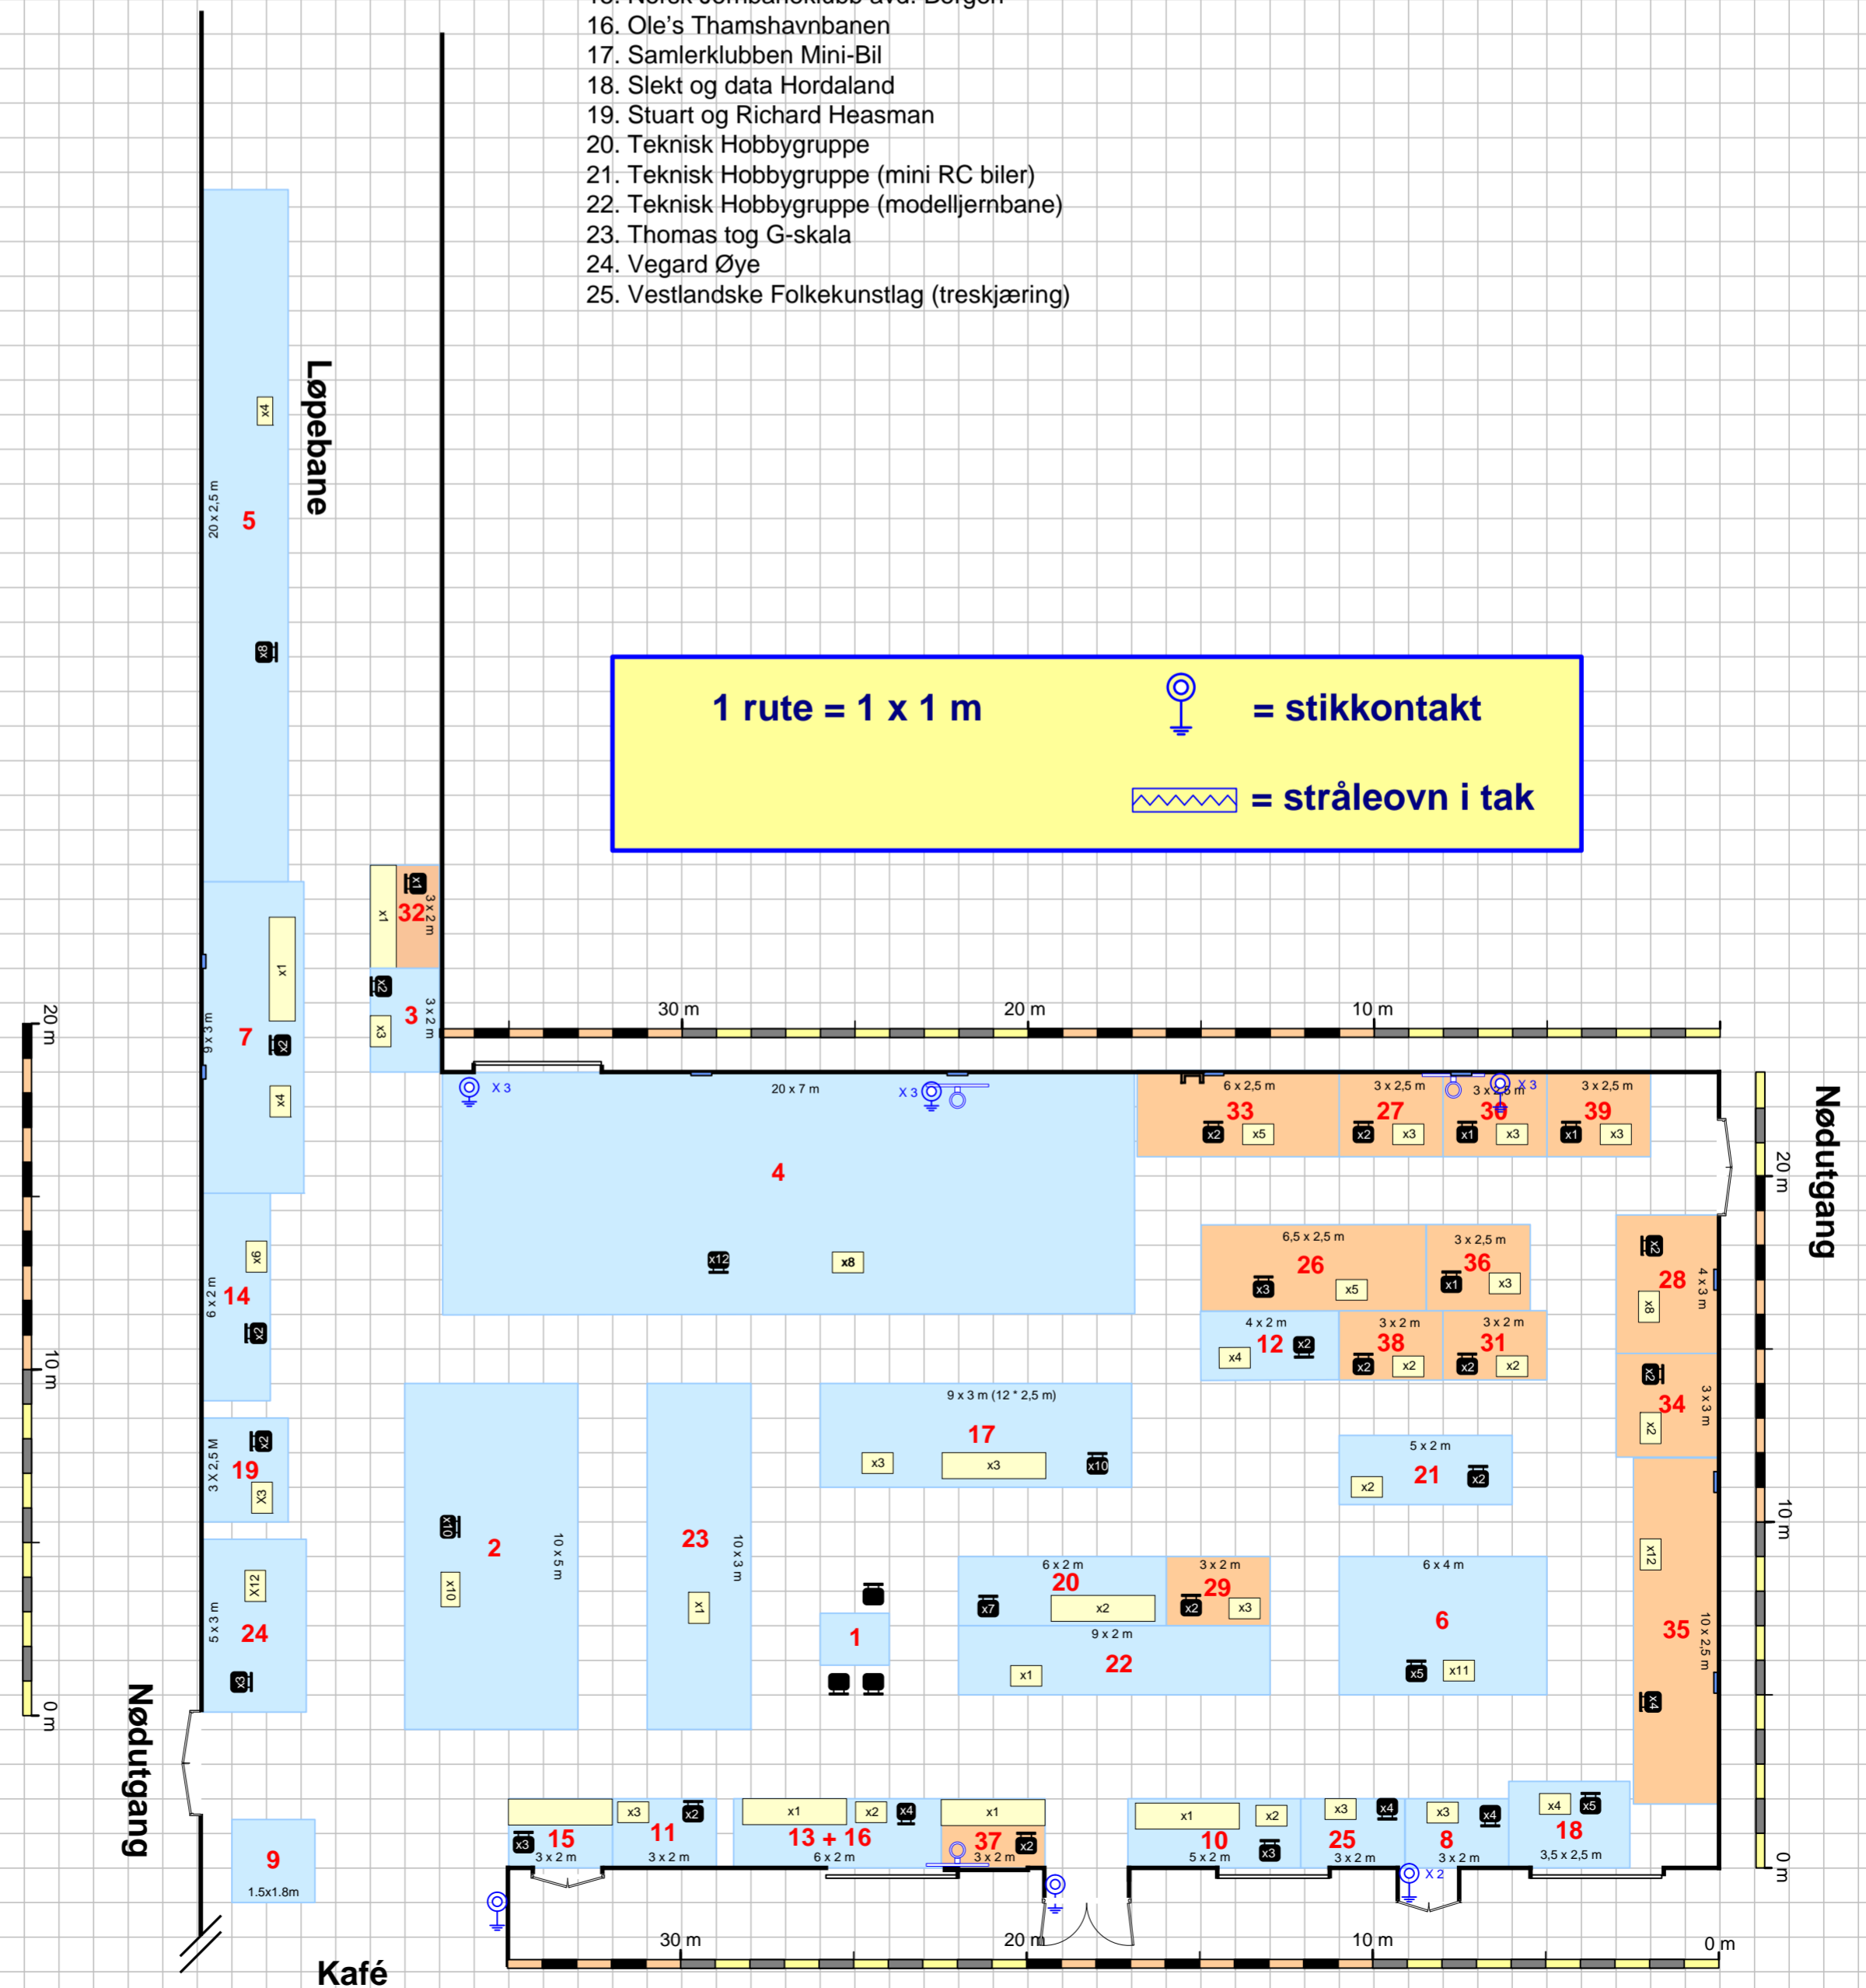 15. Norsk Jernbaneklubb avd. Bergen
16. Ole's Thamshavnbanen
17. Samlerklubben Mini-Bil
18. Slekt og data Hordaland
19. Stuart og Richard Heasman
20. Teknisk Hobbygruppe
21. Teknisk Hobbygruppe (mini RC biler)
22. Teknisk Hobbygruppe (modelljernbane)
23. Thomas tog G-skala
24. Vegard Øye
25. Vestlandske Folkekunstlag (treskjæring)
Løpebane
x4
20 x 2,5 m
5
x8
1 rute = 1 x 1 m
= stikkontakt
= stråleovn i tak
x1
x1
32
3 x 2 m
x2
x3
3
3 x 2 m
x1
9 x 3 m
7
x2
x4
20 m
10 m
0 m
30 m
20 m
10 m
X 3
20 x 7 m
X 3
4
x12
x8
6 x 2,5 m
33
x2
x5
3 x 2,5 m
27
x2
x3
3 x 2,5 m
X 3
30
x1
x3
3 x 2,5 m
39
x1
x3
Nødutgang
20 m
10 m
0 m
6,5 x 2,5 m
26
x3
x5
3 x 2,5 m
36
x1
x3
x2
28
4 x 3 m
x8
4 x 2 m
12
x2
x4
3 x 2 m
38
x2
x2
3 x 2 m
31
x2
x2
x2
34
3 x 3 m
x2
x6
14
6 x 2 m
x2
x2
3 X 2,5 M
19
X3
X12
5 x 3 m
24
x3
x10
2
x10
10 x 5 m
23
10 x 3 m
x1
9 x 3 m (12 * 2,5 m)
17
x3
x3
x10
5 x 2 m
21
x2
x2
6 x 2 m
20
x7
x2
3 x 2 m
29
x2
x3
1
9 x 2 m
22
x1
6 x 4 m
6
x5
x11
x12
35
10 x 2,5 m
x4
Nødutgang
9
1.5x1.8m
15
x3
3 x 2 m
x3
x2
11
3 x 2 m
x1
x2
x4
13 + 16
6 x 2 m
x1
37
x2
3 x 2 m
x1
x2
10
x3
5 x 2 m
x3
x4
25
3 x 2 m
x3
x4
8
3 x 2 m
X 2
x4
x5
18
3,5 x 2,5 m
30 m
20 m
10 m
0 m
Kafé